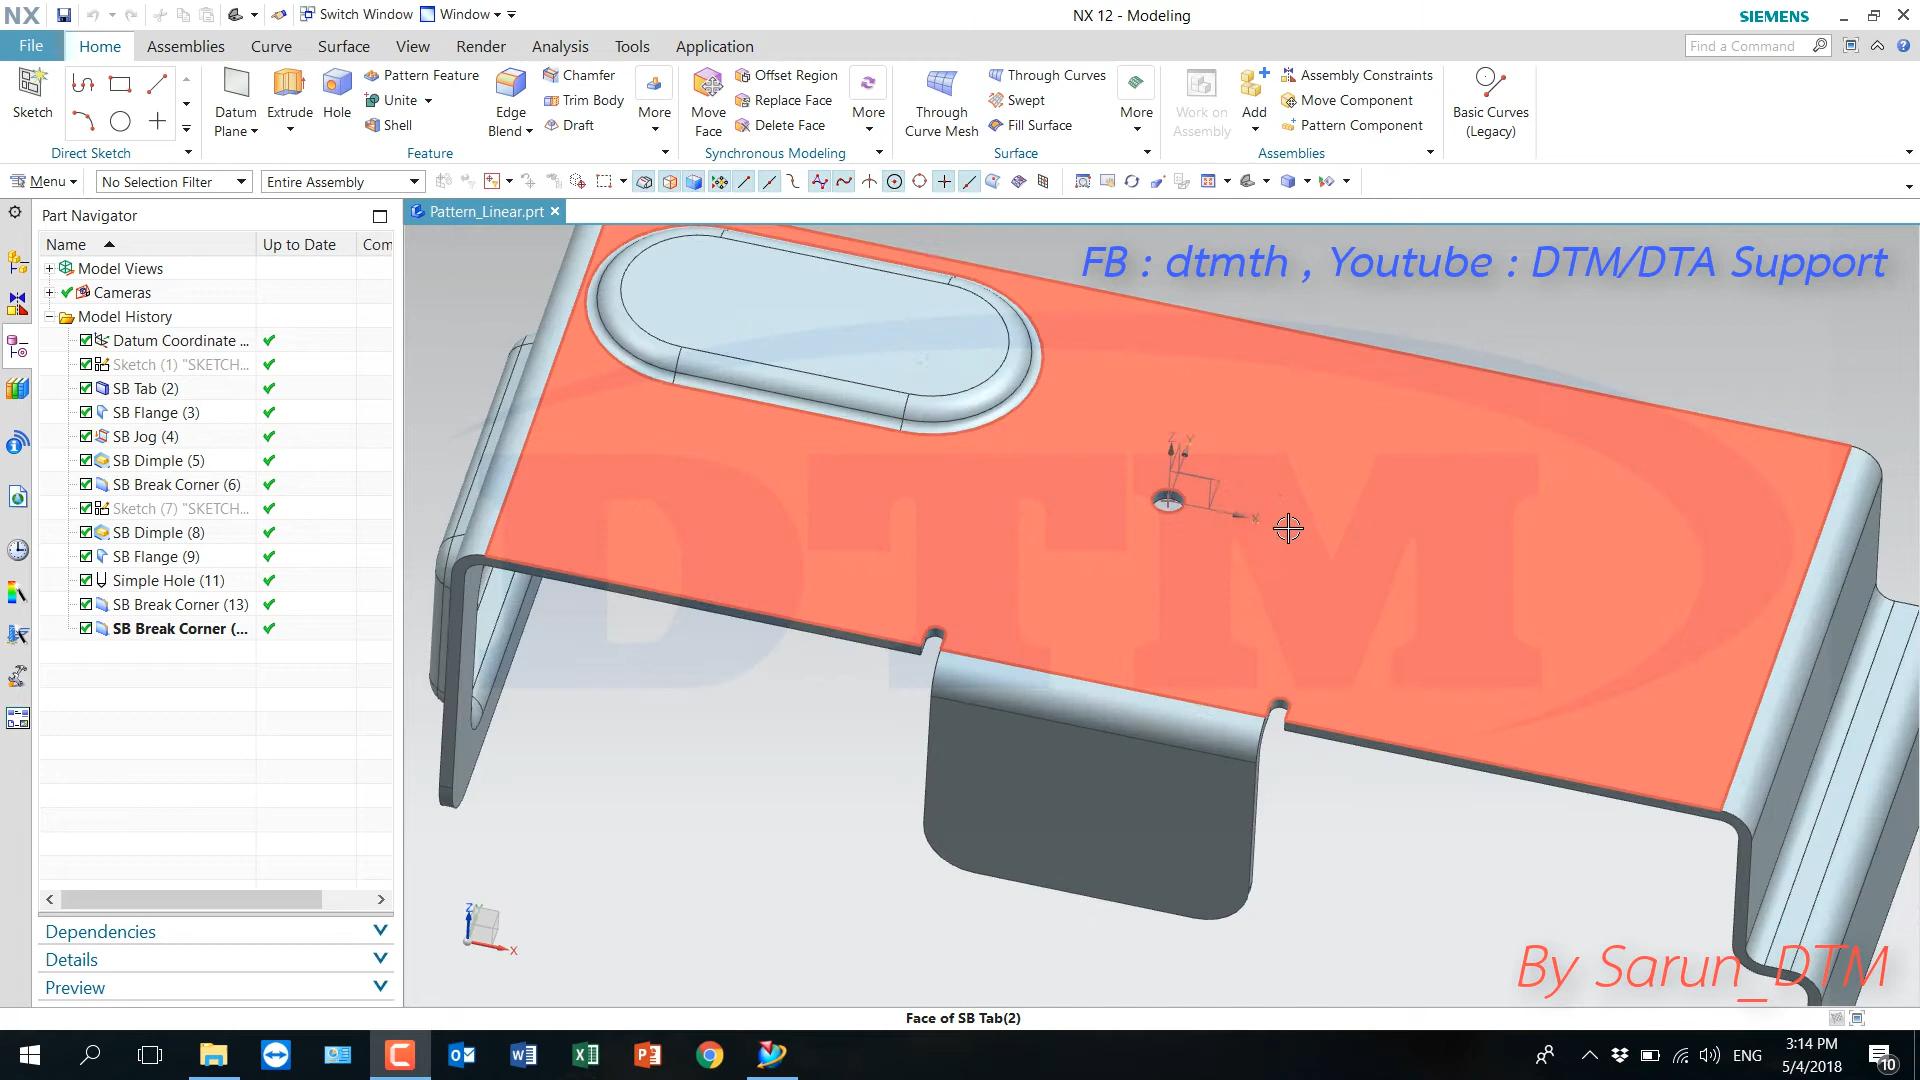 NX
Switch Window
Window
NX 12 - Modeling
SIEMENS
File
Home
Assemblies
Curve
Surface
View
Render
Analysis
Tools
Application
Find a Command
Sketch
Direct Sketch
Datum
Plane
Extrude
Hole
Pattern Feature
Unite
Shell
Edge
Blend
Chamfer
Trim Body
Draft
More
Feature
Move
Face
Offset Region
Replace Face
Delete Face
More
Synchronous Modeling
Through
Curve Mesh
Through Curves
Swept
Fill Surface
More
Surface
Work on
Assembly
Add
Assembly Constraints
Move Component
Pattern Component
Assemblies
Basic Curves
(Legacy)
Menu
No Selection Filter
Entire Assembly
Part Navigator
Pattern_Linear.prt
Name
Up to Date
Com
Model Views
Cameras
Model History
Datum Coordinate ...
Sketch (1) "SKETCH...
SB Tab (2)
SB Flange (3)
SB Jog (4)
SB Dimple (5)
SB Break Corner (6)
Sketch (7) "SKETCH...
SB Dimple (8)
SB Flange (9)
Simple Hole (11)
SB Break Corner (13)
SB Break Corner (...
Dependencies
Details
Preview
FB : dtmth , Youtube : DTM/DTA Support
Z
Y
X
DTM
Z
Y
X
By Sarun_DTM
Face of SB Tab(2)
ENG
3:14 PM
5/4/2018
10